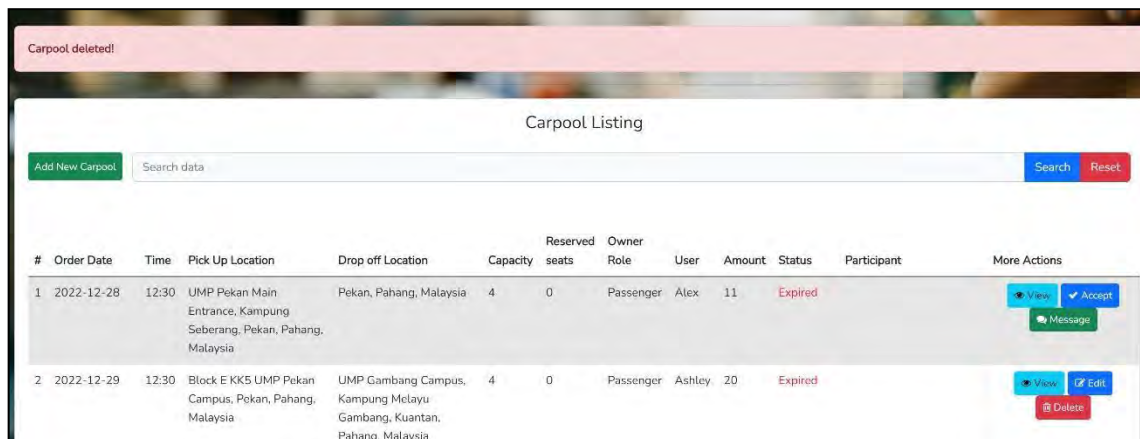 Carpool deleted!
Carpool Listing
Add New Carpool Search data Search Reset
# Order Date Time Pick Up Location Drop off Location Capacity Reserved seats Owner Role User Amount Status Participant More Actions
1 2022-12-28 12:30 UMP Pekan Main Pekan, Pahang, Malaysia 4 0 Passenger Alex 11 Expired View Accept
Entrance, Kampung Message
Seberang, Pekan, Pahang,
Malaysia
2 2022-12-29 12:30 Block E KK5 UMP Pekan UMP Gambang Campus, 4 0 Passenger Ashley 20 Expired View Edit
Campus, Pekan, Pahang, Kampung Melayu Delete
Malaysia Gambang, Kuantan,
Pahang, Malaysia